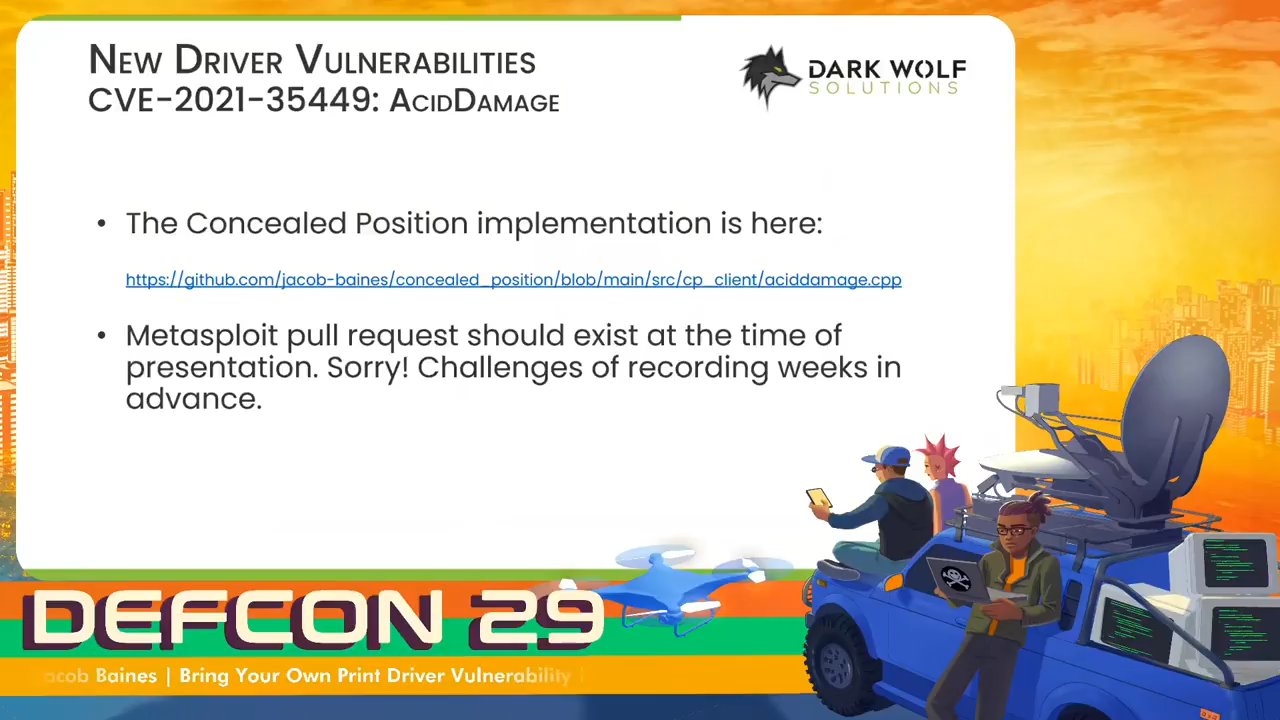 New Driver Vulnerabilities
CVE-2021-35449: AcidDamage
DARK WOLF
SOLUTIONS
• The Concealed Position implementation is here:
https://github.com/jacob-baines/concealed_position/blob/main/src/cp_client/aciddamage.cpp
• Metasploit pull request should exist at the time of
presentation. Sorry! Challenges of recording weeks in
advance.
DEFCON 29
acob Baines | Bring Your Own Print Driver Vulnerability |